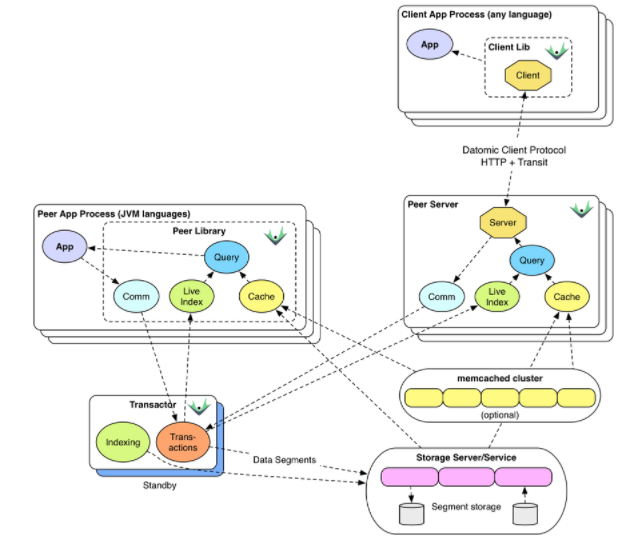 Client App Process (any language)
App
Client Lib
Client
Datomic Client Protocol
HTTP + Transit
Peer App Process (JVM languages)
Peer Library
App
Query
Comm
Live
Index
Cache
Peer Server
Server
Query
Comm
Live
Index
Cache
memcached cluster
(optional)
Transactor
Indexing
Trans-
actions
Standby
Data Segments
Storage Server/Service
Segment storage